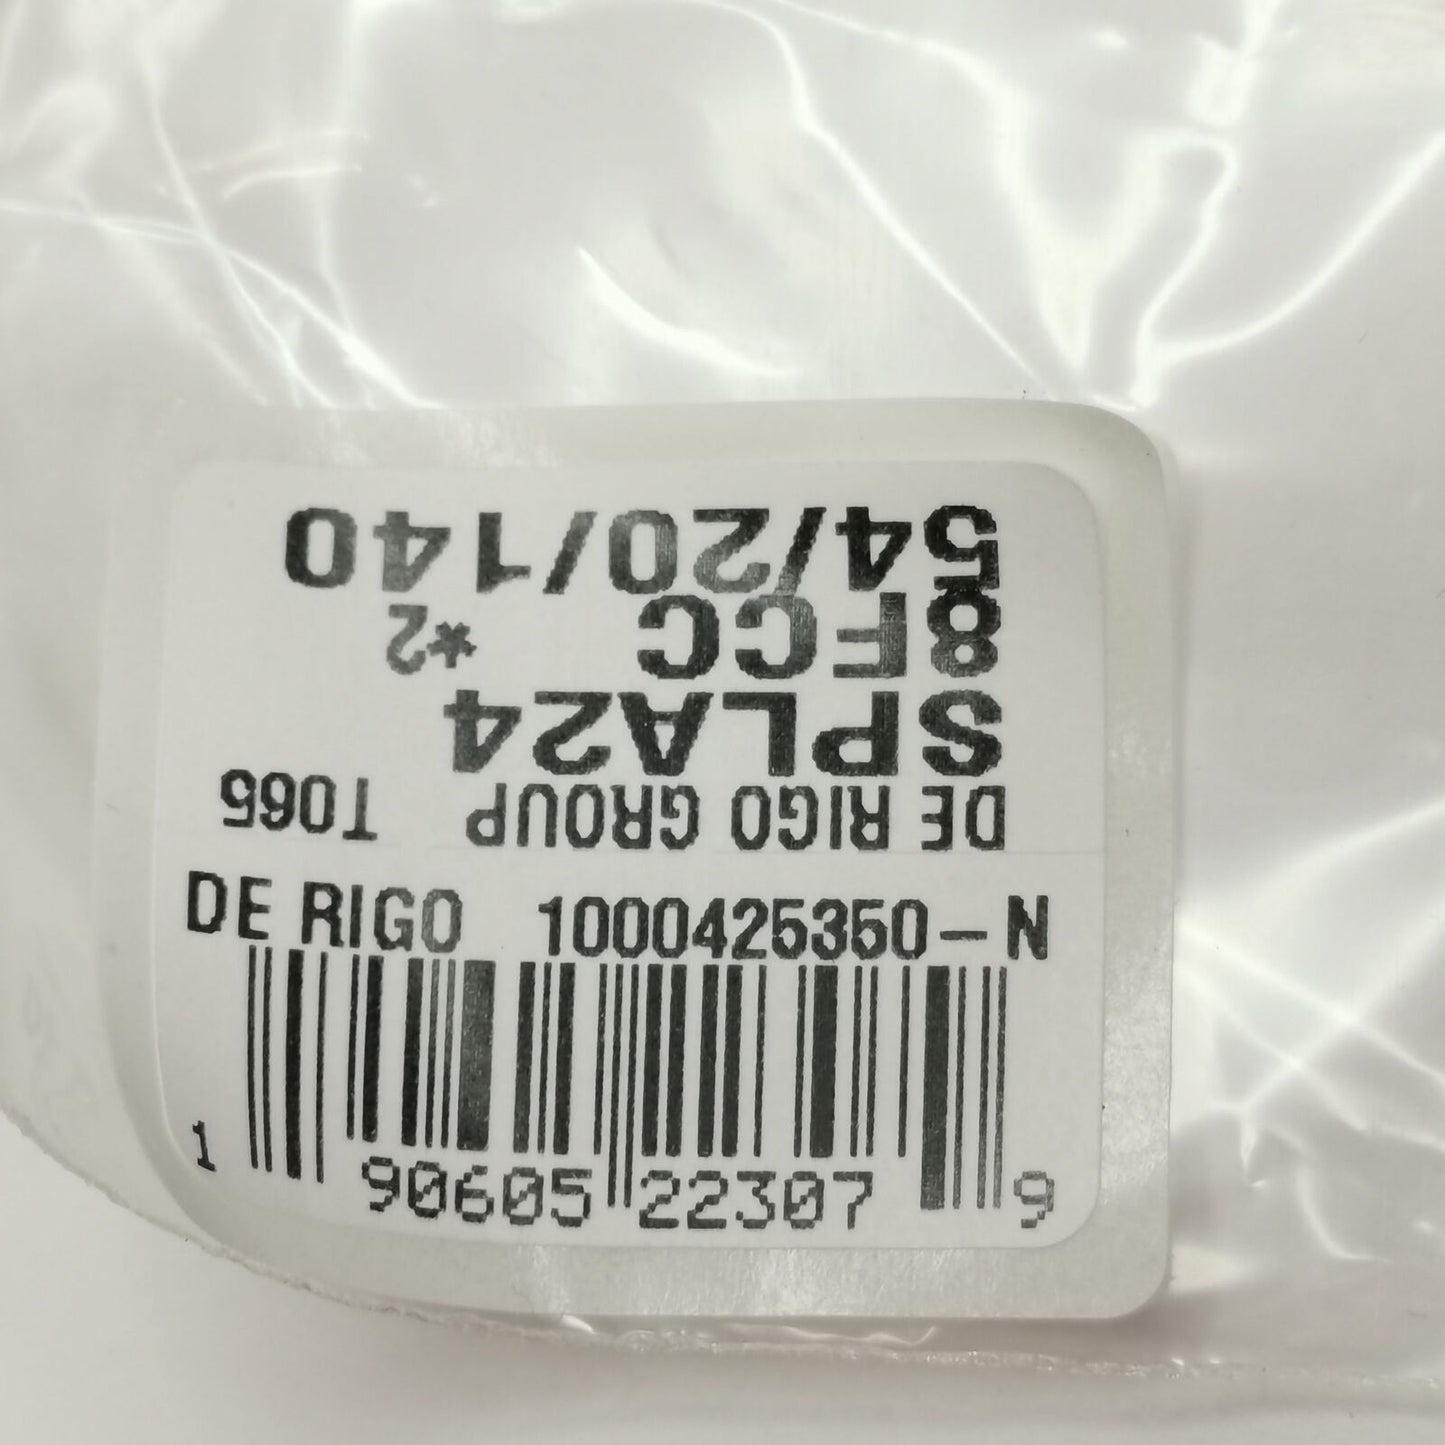 DE RIGO GROUP T065
SPLA24
8FCC *2
54/20/140
DE RIGO 1000425350-N
1 90605 22307 9